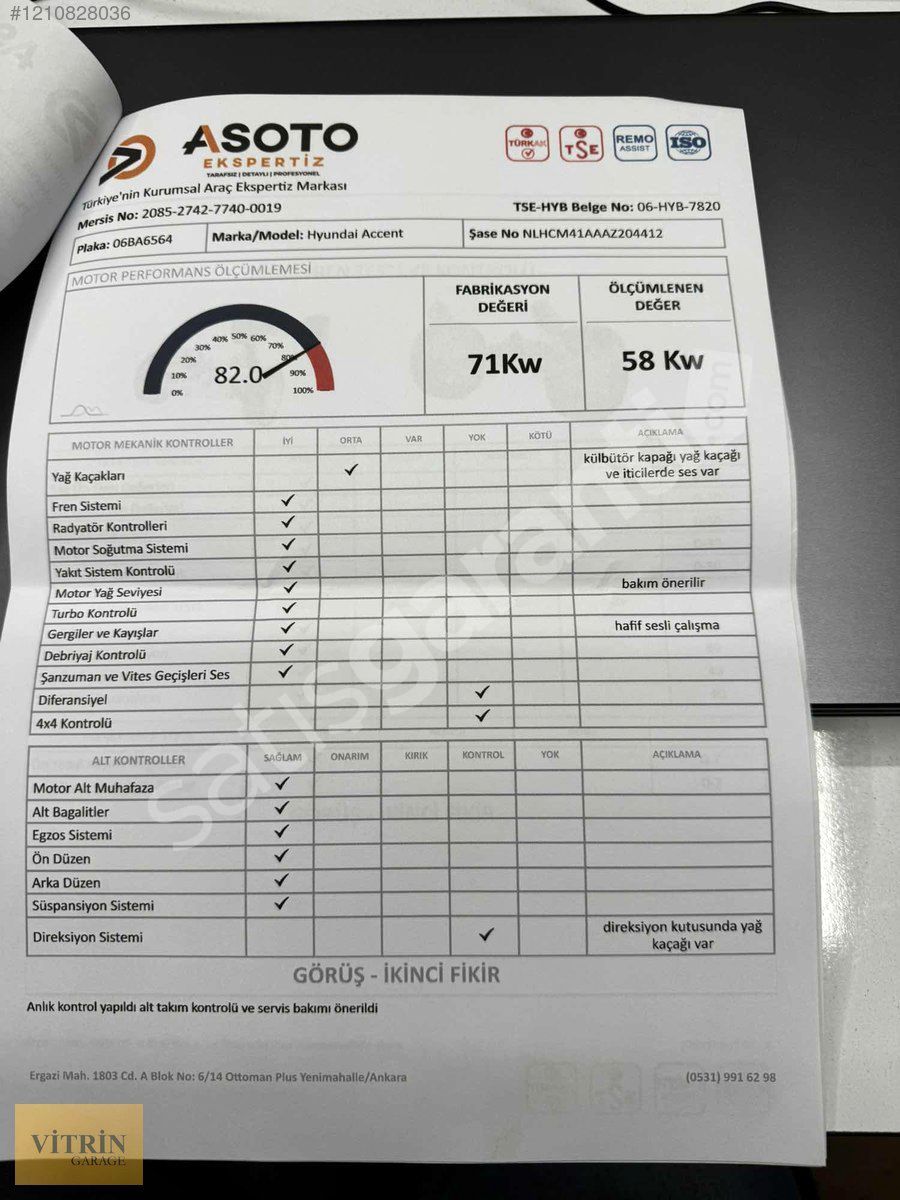 #1210828036
ASOTO
EKSPERTİZ
TARAFSIZ | DETAYLI | PROFESYONEL
Türkiye'nin Kurumsal Araç Ekspertiz Markası
TÜRKAK
TSE
REMO ASSIST
ISO
Mersis No: 2085-2742-7740-0019
TSE-HYB Belge No: 06-HYB-7820
Plaka: 06BA6564 Marka/Model: Hyundai Accent Şase No NLHCM41AAAZ204412
MOTOR PERFORMANS ÖLÇÜMLEMESİ
0% 10% 20% 30% 40% 50% 60% 70% 80% 90% 100%
82.0
FABRİKASYON DEĞERİ
71Kw
ÖLÇÜMLENEN DEĞER
58 Kw
MOTOR MEKANİK KONTROLLER İYİ ORTA VAR YOK KÖTÜ AÇIKLAMA
Yağ Kaçakları ✓ külbütör kapağı yağ kaçağı
ve iticilerde ses var
Fren Sistemi ✓
Radyatör Kontrolleri ✓
Motor Soğutma Sistemi ✓
Yakıt Sistem Kontrolü ✓
Motor Yağ Seviyesi ✓ bakım önerilir
Turbo Kontrolü ✓
Gergiler ve Kayışlar ✓ hafif sesli çalışma
Debriyaj Kontrolü ✓
Şanzuman ve Vites Geçişleri Ses ✓
Diferansiyel ✓
4x4 Kontrolü ✓
ALT KONTROLLER SAĞLAM ONARIM KIRIK KONTROL YOK AÇIKLAMA
Motor Alt Muhafaza ✓
Alt Bagalitler ✓
Egzos Sistemi ✓
Ön Düzen ✓
Arka Düzen ✓
Süspansiyon Sistemi ✓
Direksiyon Sistemi ✓ direksiyon kutusunda yağ
kaçağı var
GÖRÜŞ - İKİNCİ FİKİR
Anlık kontrol yapıldı alt takım kontrolü ve servis bakımı önerildi
Ergazi Mah. 1803 Cd. A Blok No: 6/14 Ottoman Plus Yenimahalle/Ankara (0531) 991 62 98
satisgaranti.com
VİTRİN
GARAGE